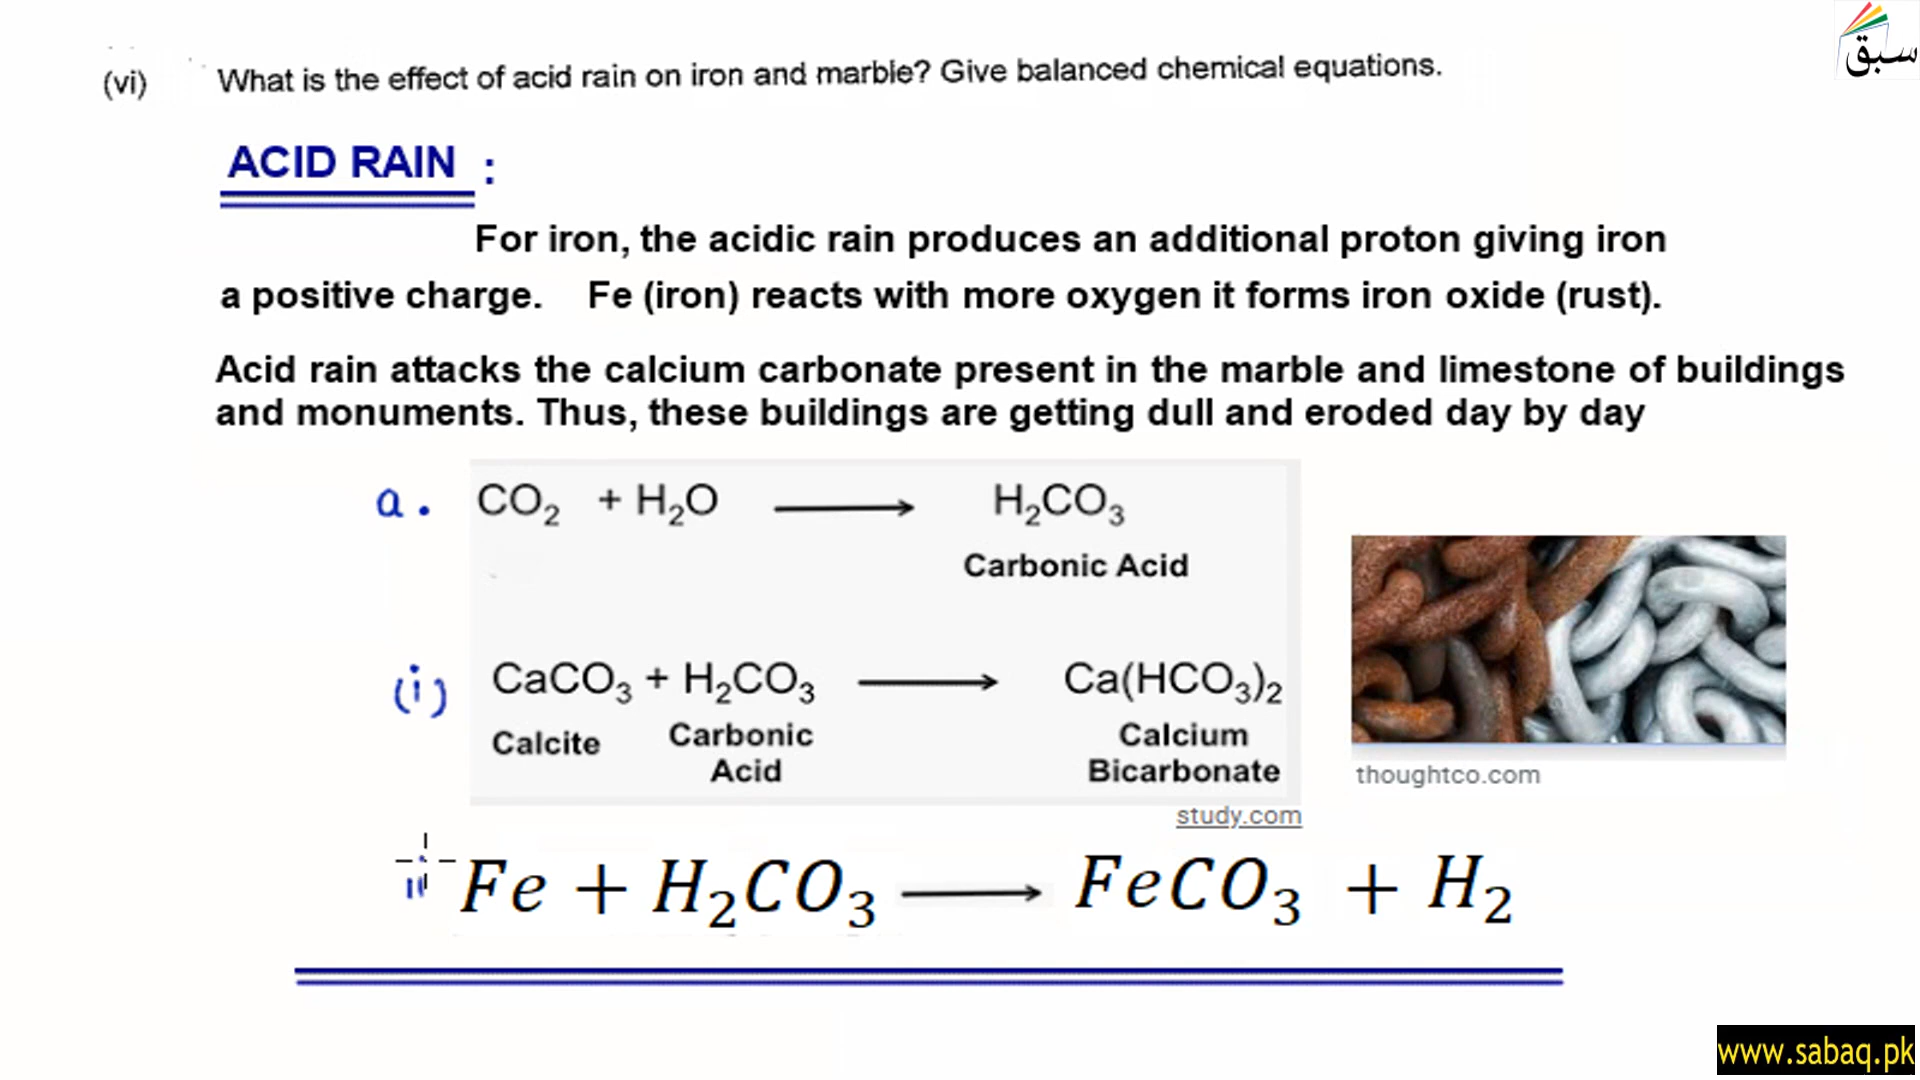 سبق
(vi) What is the effect of acid rain on iron and marble? Give balanced chemical equations.
ACID RAIN :
For iron, the acidic rain produces an additional proton giving iron
a positive charge. Fe (iron) reacts with more oxygen it forms iron oxide (rust).
Acid rain attacks the calcium carbonate present in the marble and limestone of buildings
and monuments. Thus, these buildings are getting dull and eroded day by day
a. CO₂ + H₂O ⟶ H₂CO₃
Carbonic Acid
(i) CaCO₃ + H₂CO₃ ⟶ Ca(HCO₃)₂
Calcite Carbonic Acid Calcium Bicarbonate
study.com
thoughtco.com
ii Fe + H₂CO₃ ⟶ FeCO₃ + H₂
www.sabaq.pk